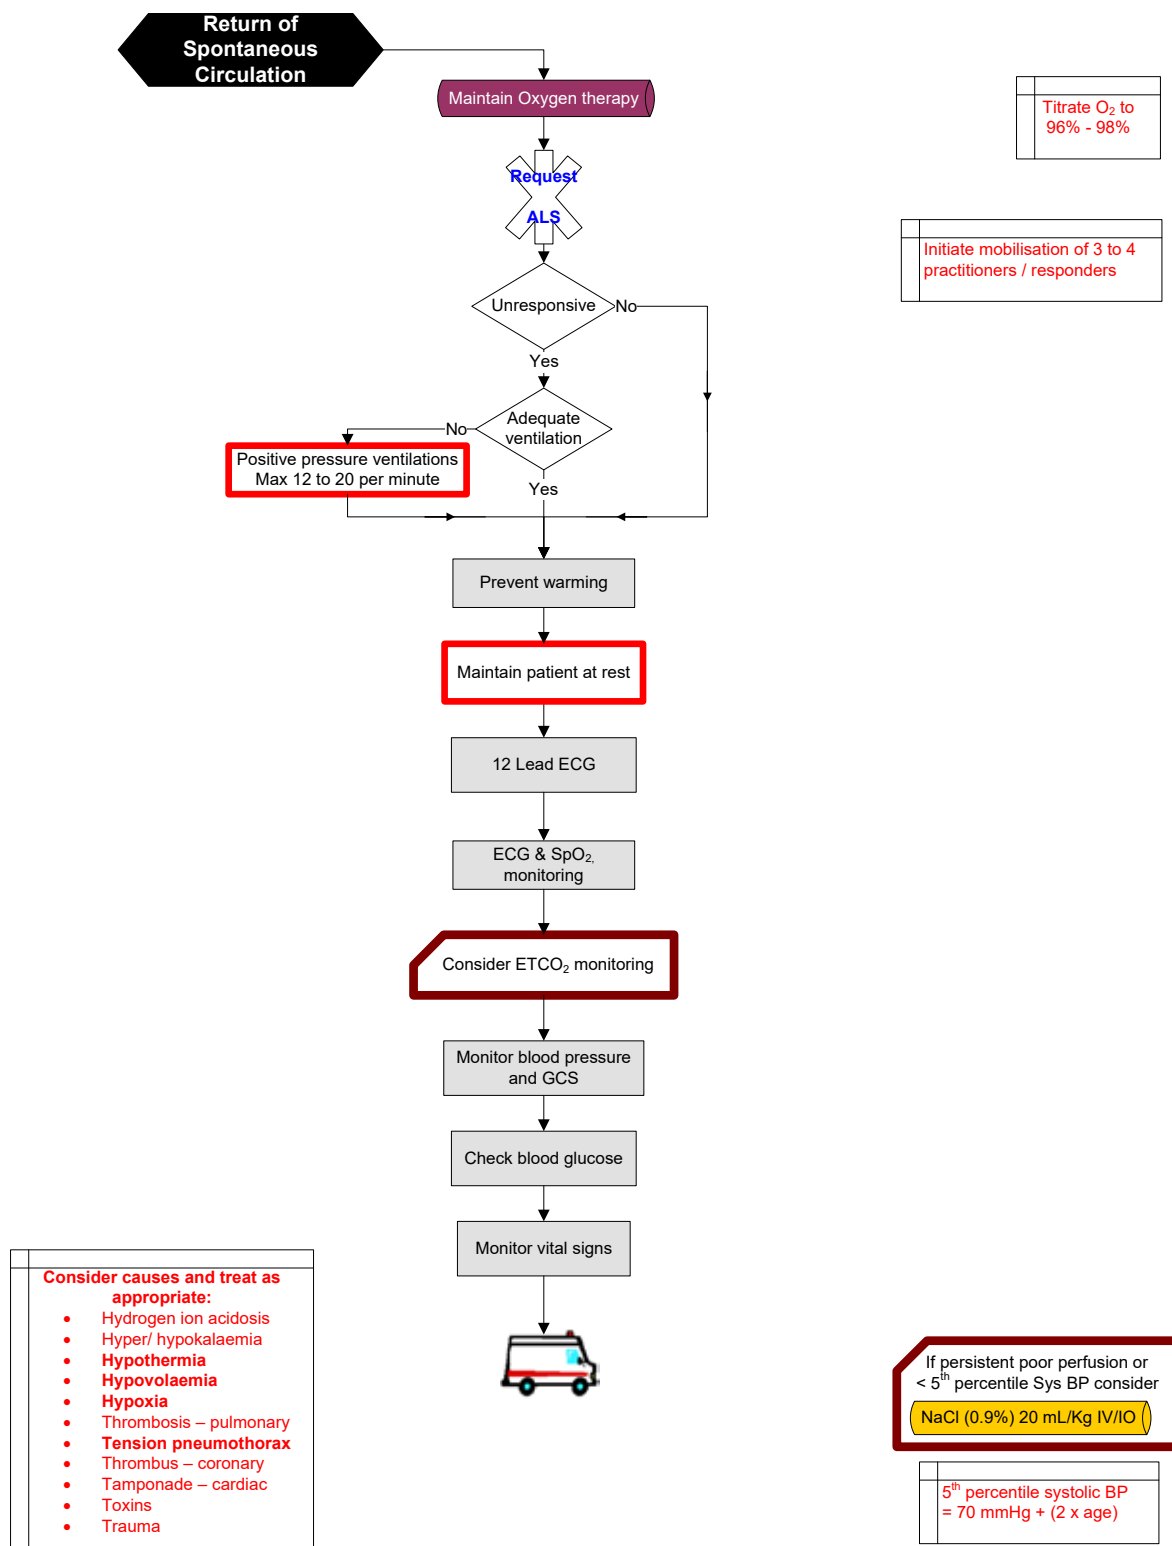 Return of
Spontaneous
Circulation
Maintain Oxygen therapy
Titrate O₂ to
96% - 98%
Request
ALS
Initiate mobilisation of 3 to 4
practitioners / responders
Unresponsive
No
Yes
Adequate
ventilation
No
Positive pressure ventilations
Max 12 to 20 per minute
Yes
Prevent warming
Maintain patient at rest
12 Lead ECG
ECG & SpO₂,
monitoring
Consider ETCO₂ monitoring
Monitor blood pressure
and GCS
Check blood glucose
Monitor vital signs
Consider causes and treat as
appropriate:
• Hydrogen ion acidosis
• Hyper/ hypokalaemia
• Hypothermia
• Hypovolaemia
• Hypoxia
• Thrombosis – pulmonary
• Tension pneumothorax
• Thrombus – coronary
• Tamponade – cardiac
• Toxins
• Trauma
If persistent poor perfusion or
< 5th percentile Sys BP consider
NaCl (0.9%) 20 mL/Kg IV/IO
5th percentile systolic BP
= 70 mmHg + (2 x age)